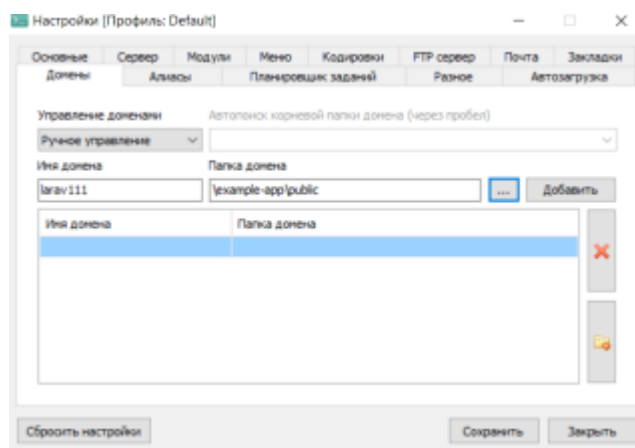 Настройки [Профиль: Default]
Основные Сервер Модули Меню Кодировки FTP сервер Почта Закладки
Домены Алиасы Планировщик заданий Разное Автозагрузка
Управление доменами Автопоиск корневой папки домена (через пробел)
Ручное управление
Имя домена Папка домена
larav111 \example-app\public ... Добавить
Имя домена Папка домена
Сбросить настройки Сохранить Закрыть